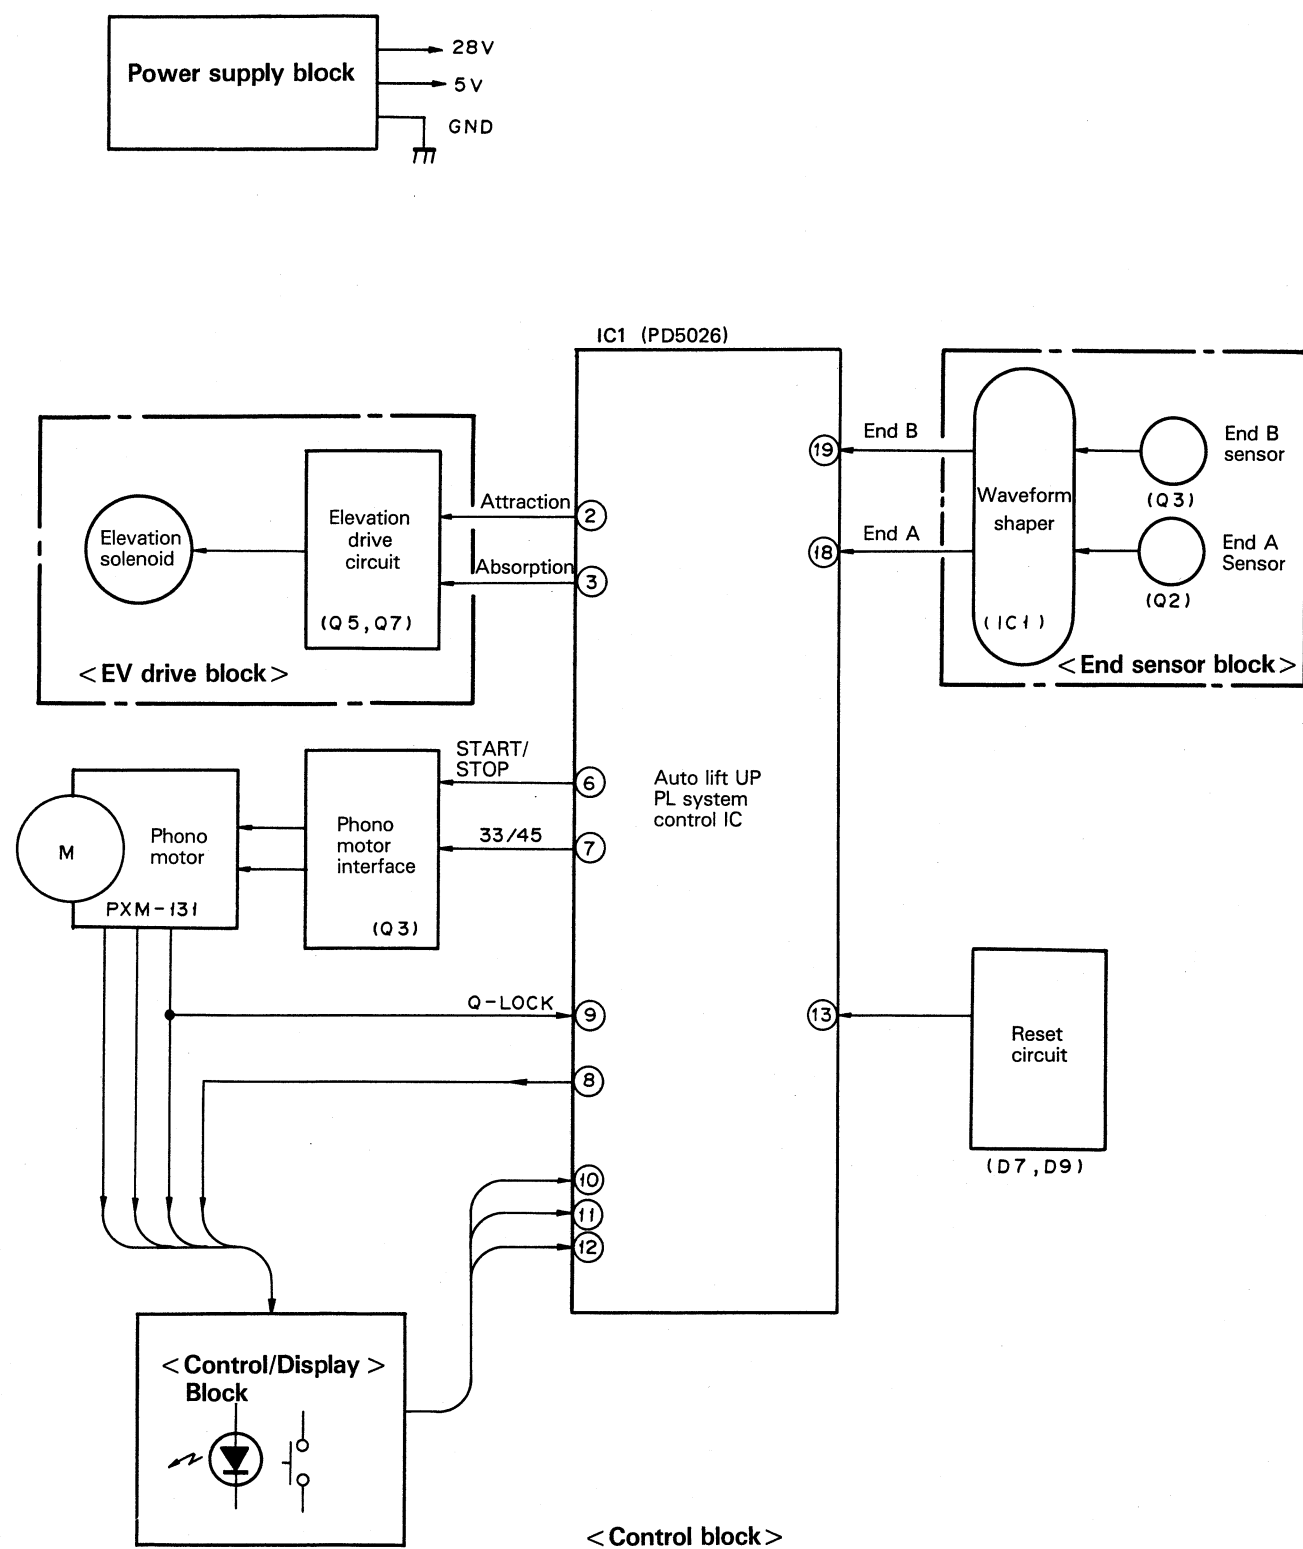 Power supply block
28V
5V
GND
IC1 (PD5026)
Elevation
solenoid
Elevation
drive
circuit
(Q5,Q7)
<EV drive block>
Attraction
Absorption
2
3
19
18
End B
End A
Waveform
shaper
(IC1)
End B
sensor
(Q3)
End A
Sensor
(Q2)
<End sensor block>
M
Phono
motor
PXM-131
Phono
motor
interface
(Q3)
START/
STOP
33/45
6
7
Auto lift UP
PL system
control IC
Q-LOCK
9
8
13
Reset
circuit
(D7,D9)
10
11
12
<Control/Display>
Block
<Control block>